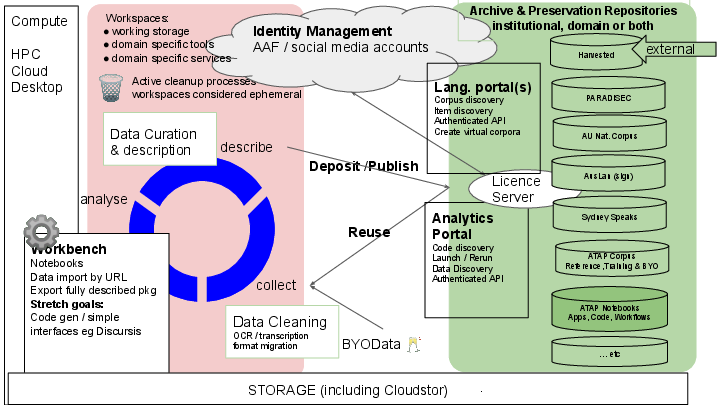 Compute
HPC
Cloud
Desktop
Workspaces:
● working storage
● domain specific tools
● domain specific services
Active cleanup processes
workspaces considered ephemeral
Identity Management
AAF / social media accounts
Archive & Preservation Repositories
institutional, domain or both
Harvested
external
PARADISEC
AU Nat. Corpus
AusLan (sign)
Sydney Speaks
ATAP Corpus
Reference ,Training & BYO
ATAP Notebooks
Apps, Code, Workflows
... etc
Lang. portal(s)
Corpus discovery
Item discovery
Authenticated API
Create virtual corpora
Licence
Server
Analytics
Portal
Code discovery
Launch / Rerun
Data Discovery
Authenticated API
Data Curation
& description
describe
analyse
collect
Deposit /Publish
Reuse
Workbench
Notebooks
Data import by URL
Export fully described pkg
Stretch goals:
Code gen / simple
interfaces eg Discursis
Data Cleaning
OCR / transcription
format migration
BYOData
STORAGE (including Cloudstor)